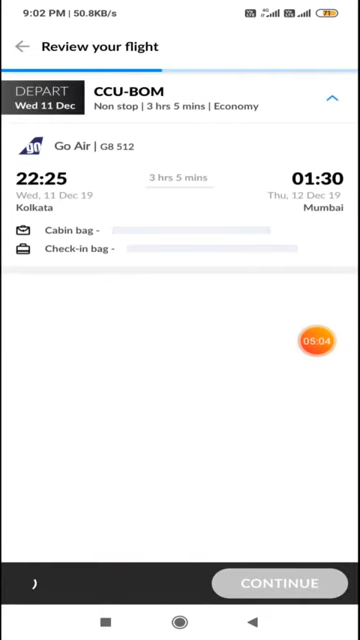 9:02 PM | 50.8KB/s
71
Review your flight
DEPART
Wed 11 Dec
CCU-BOM
Non stop | 3 hrs 5 mins | Economy
go
Go Air | G8 512
22:25
3 hrs 5 mins
01:30
Wed, 11 Dec 19
Thu, 12 Dec 19
Kolkata
Mumbai
Cabin bag -
Check-in bag -
05:04
CONTINUE